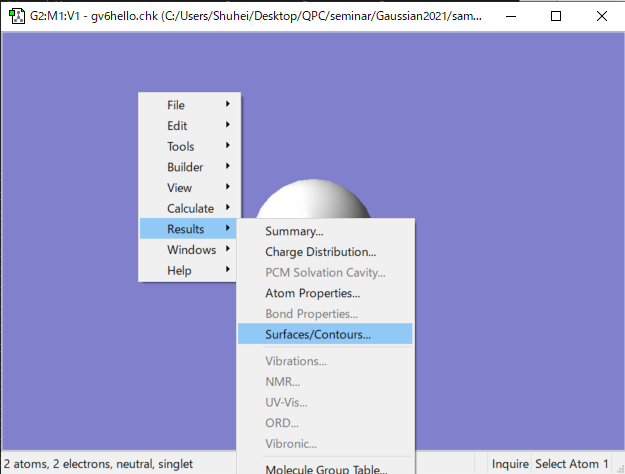 G2:M1:V1 - gv6hello.chk (C:/Users/Shuhei/Desktop/QPC/seminar/Gaussian2021/sam...
File
Edit
Tools
Builder
View
Calculate
Results
Windows
Help
Summary...
Charge Distribution...
PCM Solvation Cavity...
Atom Properties...
Bond Properties...
Surfaces/Contours...
Vibrations...
NMR...
UV-Vis...
ORD...
Vibronic...
Molecule Group Table...
2 atoms, 2 electrons, neutral, singlet
Inquire
Select Atom 1